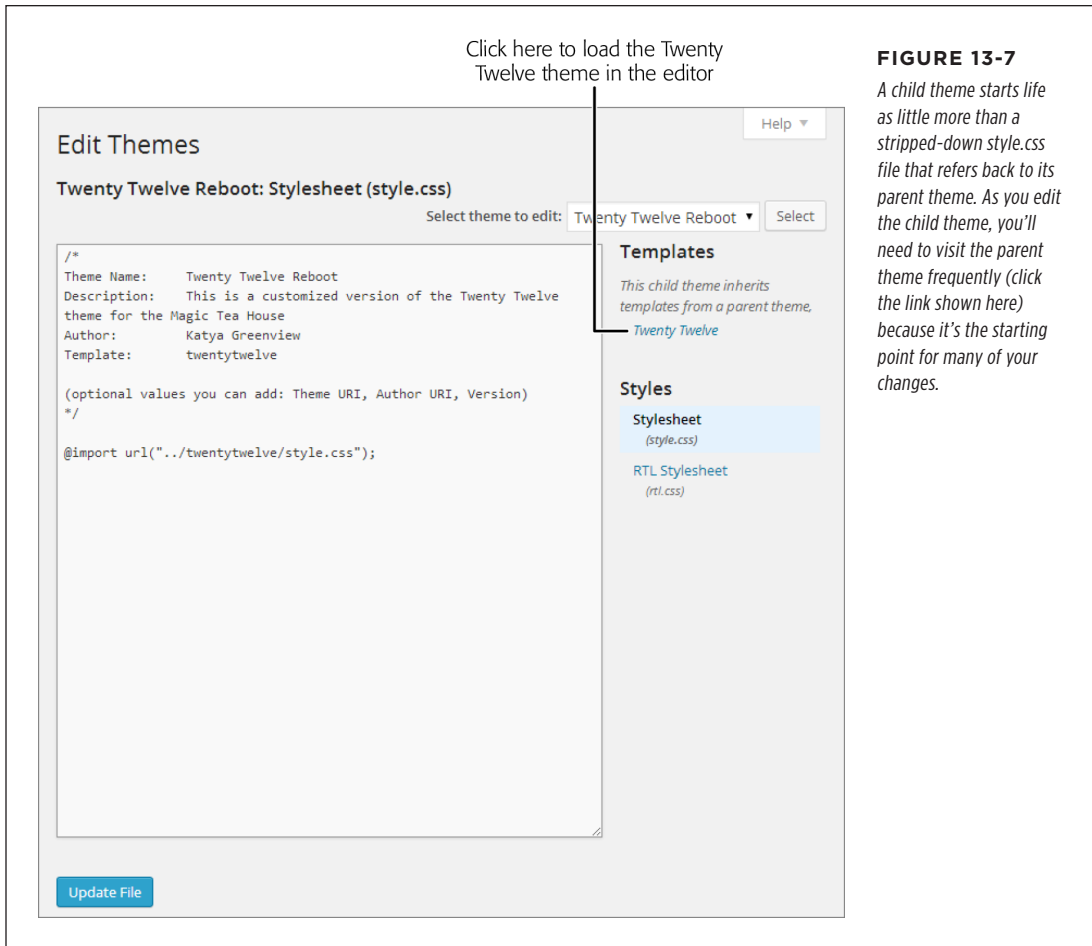 Click here to load the Twenty
Twelve theme in the editor
Help ▼
Edit Themes
Twenty Twelve Reboot: Stylesheet (style.css)
Select theme to edit: Twenty Twelve Reboot ▼ Select
/*
Theme Name:     Twenty Twelve Reboot
Description:    This is a customized version of the Twenty Twelve
theme for the Magic Tea House
Author:         Katya Greenview
Template:       twentytwelve
(optional values you can add: Theme URI, Author URI, Version)
*/
@import url("../twentytwelve/style.css");
Templates
This child theme inherits
templates from a parent theme,
Twenty Twelve
Styles
Stylesheet
(style.css)
RTL Stylesheet
(rtl.css)
Update File
FIGURE 13-7
A child theme starts life
as little more than a
stripped-down style.css
file that refers back to its
parent theme. As you edit
the child theme, you'll
need to visit the parent
theme frequently (click
the link shown here)
because it's the starting
point for many of your
changes.